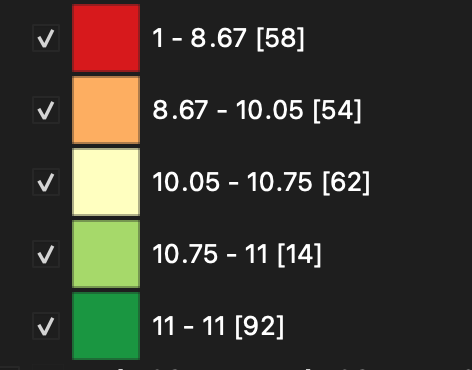 1 - 8.67 [58]
8.67 - 10.05 [54]
10.05 - 10.75 [62]
10.75 - 11 [14]
11 - 11 [92]